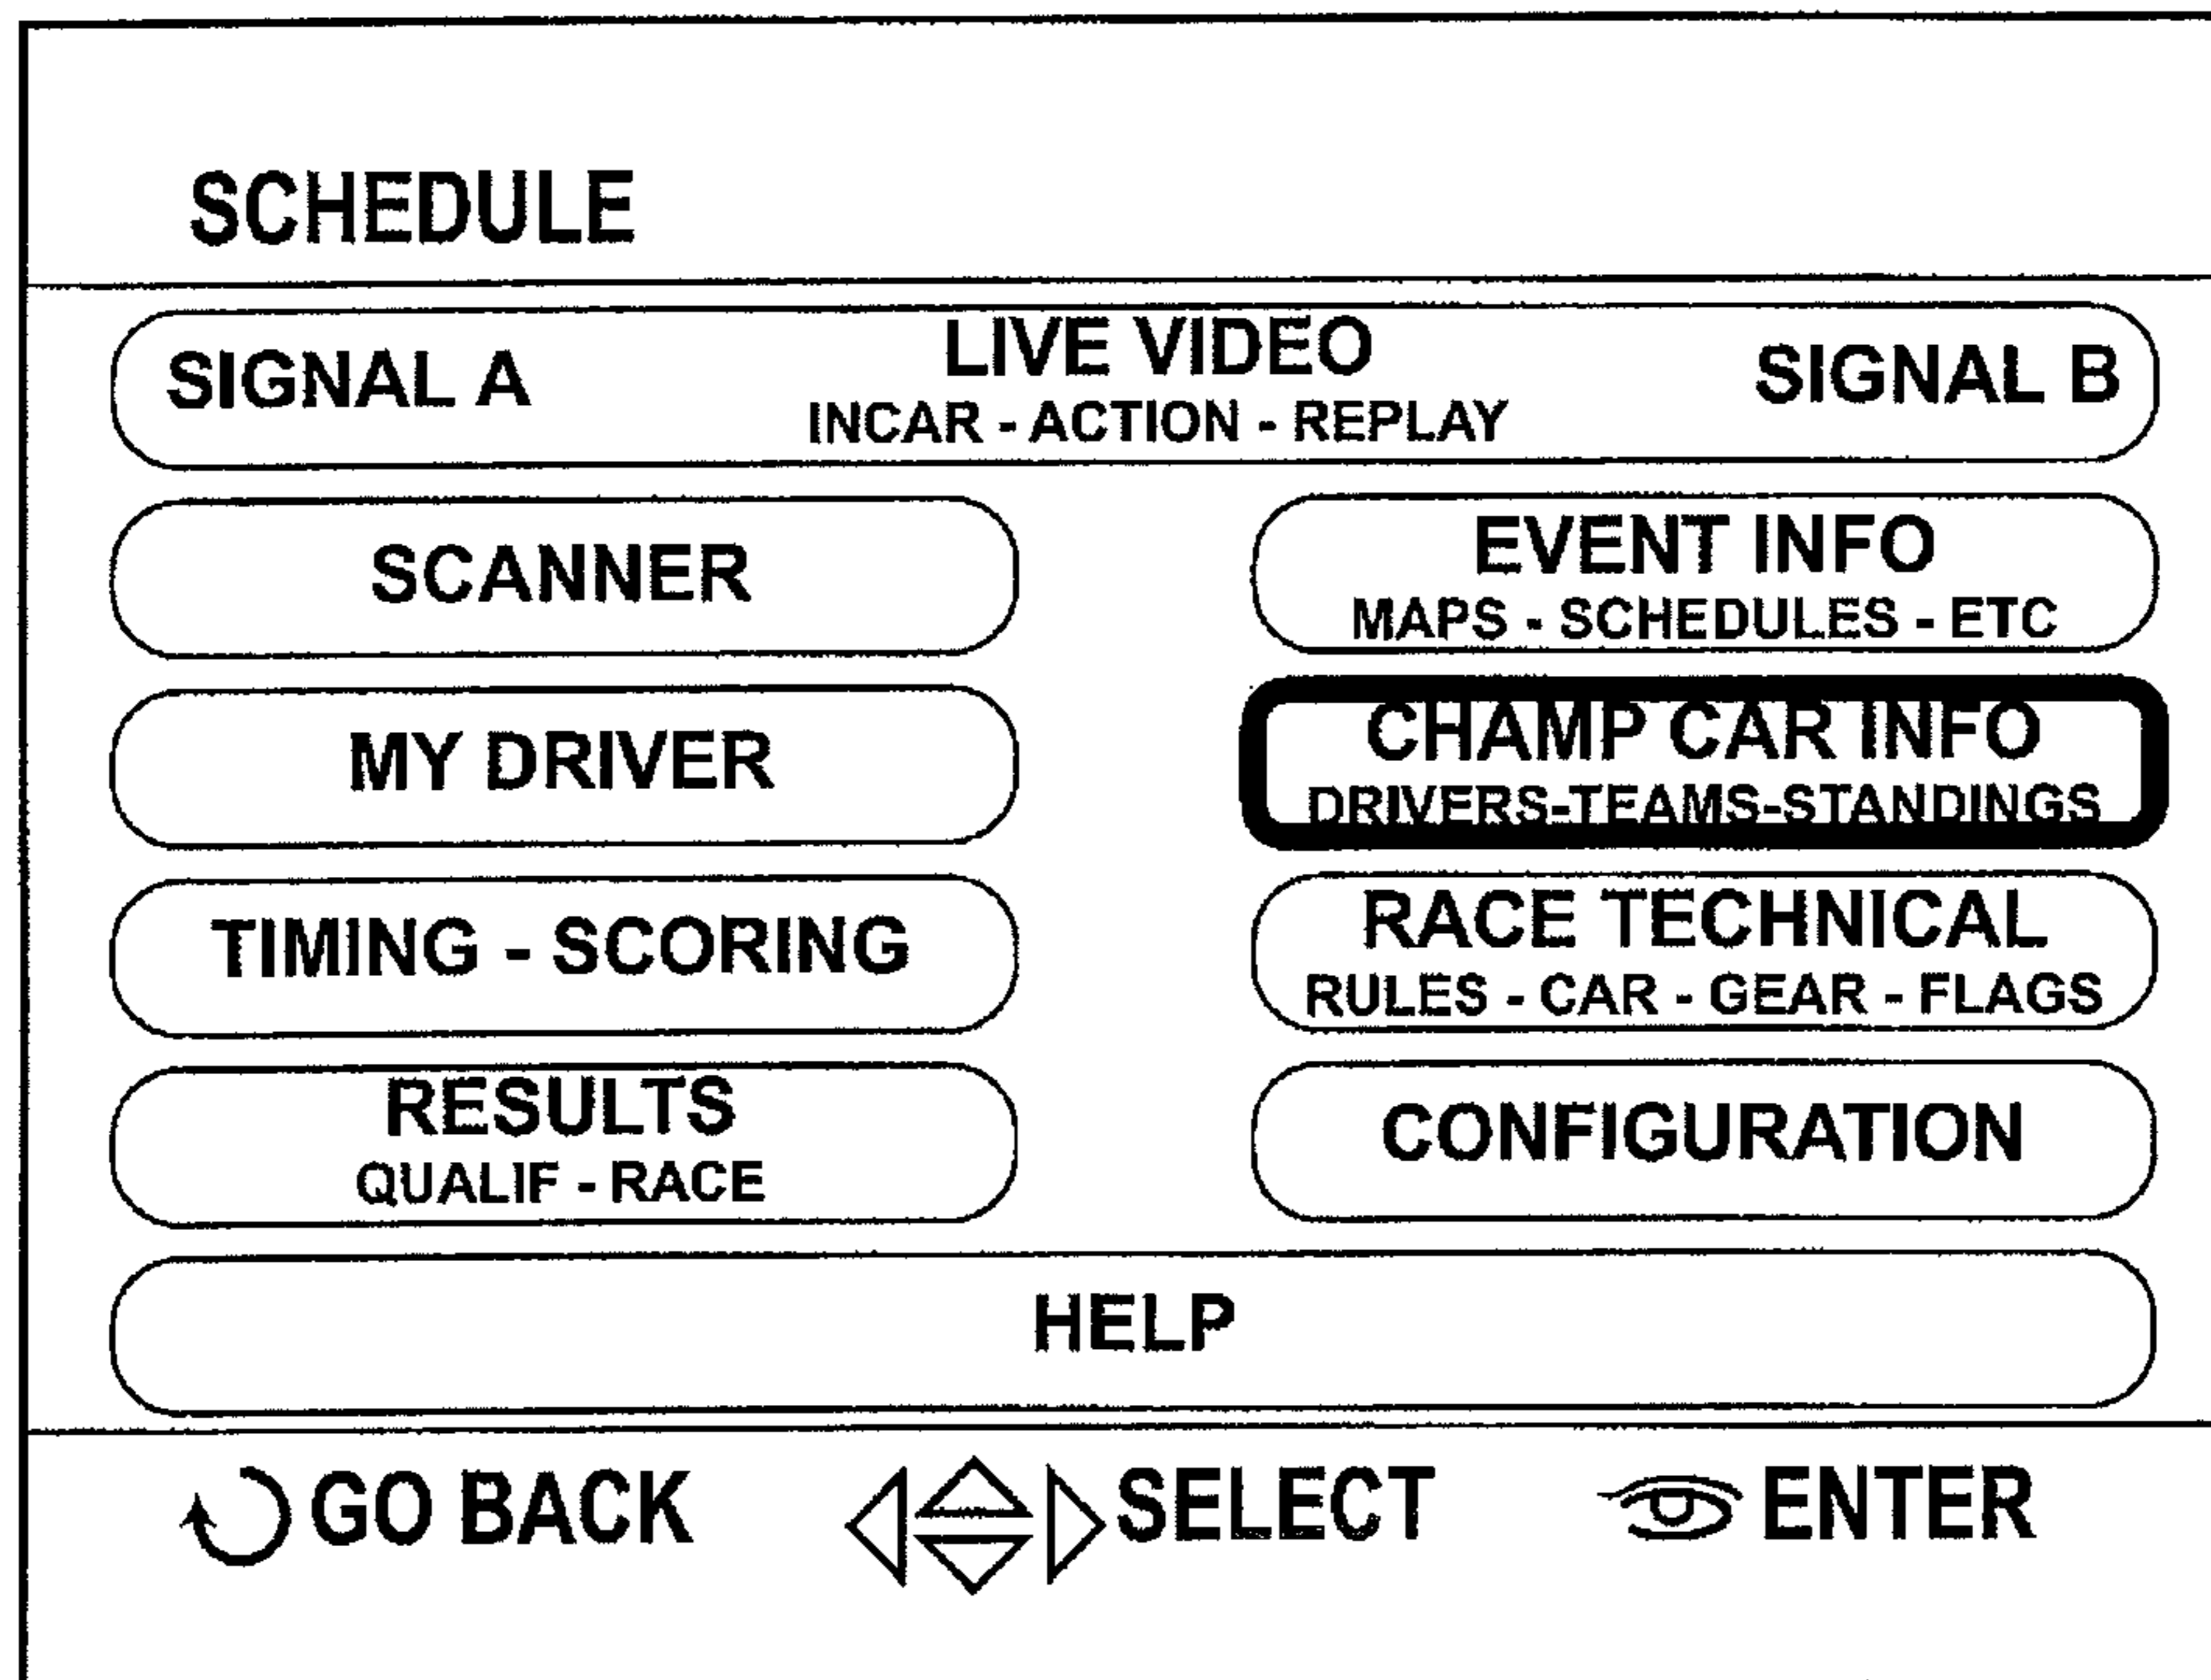 SCHEDULE
SIGNAL A
LIVE VIDEO
INCAR - ACTION - REPLAY
SIGNAL B
SCANNER
EVENT INFO
MAPS - SCHEDULES - ETC
MY DRIVER
CHAMP CAR INFO
DRIVERS-TEAMS-STANDINGS
TIMING - SCORING
RACE TECHNICAL
RULES - CAR - GEAR - FLAGS
RESULTS
QUALIF - RACE
CONFIGURATION
HELP
GO BACK SELECT ENTER